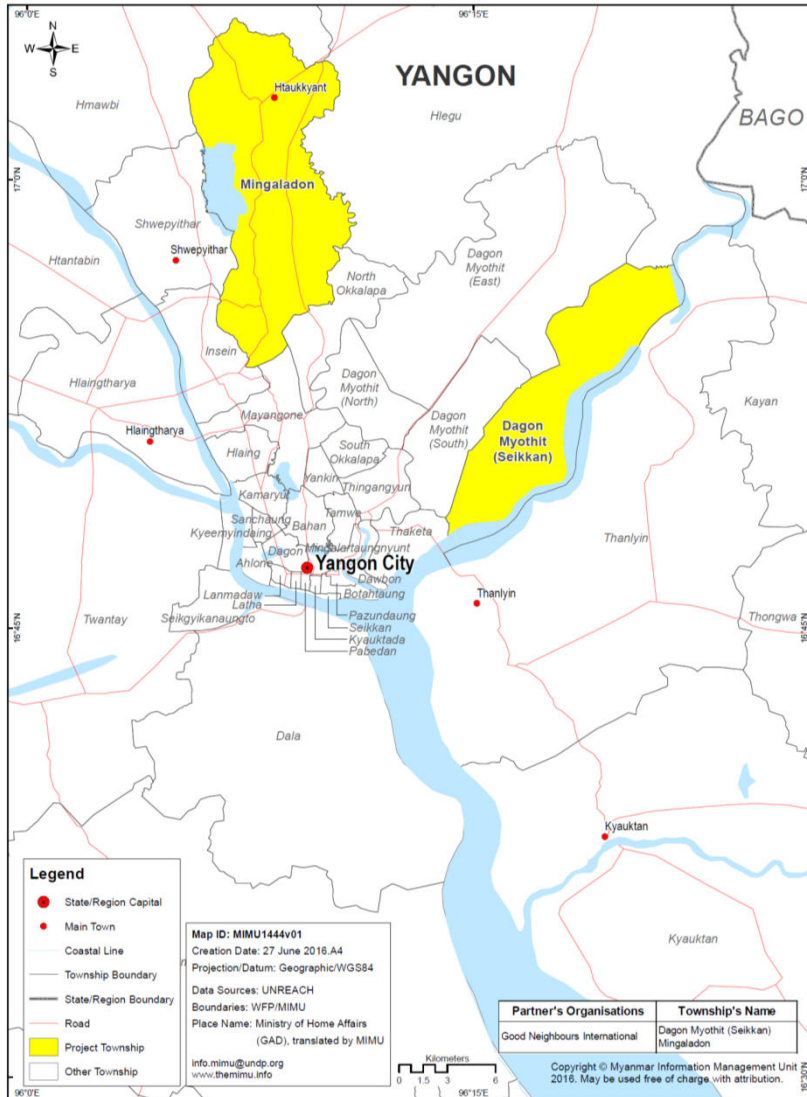 96°0'E
96°15'E
N
W E
S
YANGON
Htaukkyant
Hmawbi
Hlegu
BAGO
17°0'N
17°0'N
Mingaladon
Shwepyithar
Shwepyithar
Htantabin
Dagon
Myothit
(East)
North
Okkalapa
Insein
Hlaingtharya
Dagon
Myothit
(North)
Kayan
Mayangone
Dagon
Myothit
(South)
Dagon
Myothit
(Seikkan)
Hlaingtharya
Hlaing
South
Okkalapa
Yankin
Thingangyun
Kamaryut
Tamwe
Sanchaung
Bahan
Kyeemyindaing
Thaketa
Thanlyin
Dagon
Mingalartaungnyunt
Yangon City
Ahlone
Dawbon
Lanmadaw
Botahtaung
Thanlyin
Latha
Pazundaung
Twantay
Seikgyikanaungto
Thongwa
Seikkan
Kyauktada
Pabedan
16°45'N
16°45'N
Dala
Kyauktan
Kyauktan
Legend
State/Region Capital
Main Town
Coastal Line
Township Boundary
State/Region Boundary
Road
Project Township
Other Township
Map ID: MIMU1444v01
Creation Date: 27 June 2016.A4
Projection/Datum: Geographic/WGS84
Data Sources: UNREACH
Boundaries: WFP/MIMU
Place Name: Ministry of Home Affairs
(GAD), translated by MIMU
info.mimu@undp.org
www.themimu.info
Kilometers
0 1.5 3 6
Partner's Organisations Township's Name
Good Neighbours International Dagon Myothit (Seikkan)
Mingaladon
Copyright © Myanmar Information Management Unit
2016. May be used free of charge with attribution.
96°0'E
96°15'E
16°30'N